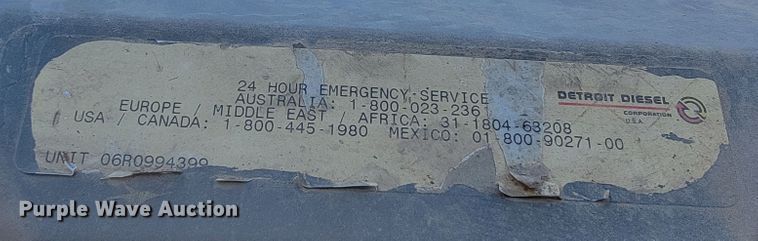 24 HOUR EMERGENCY SERVICE
AUSTRALIA: 1-800-023-2361
EUROPE / MIDDLE EAST / AFRICA: 31-1804-63208
USA / CANADA: 1-800-445-1980 MEXICO: 01-800-90271-00
UNIT 06R0994399
DETROIT DIESEL
CORPORATION
USA
Purple Wave Auction